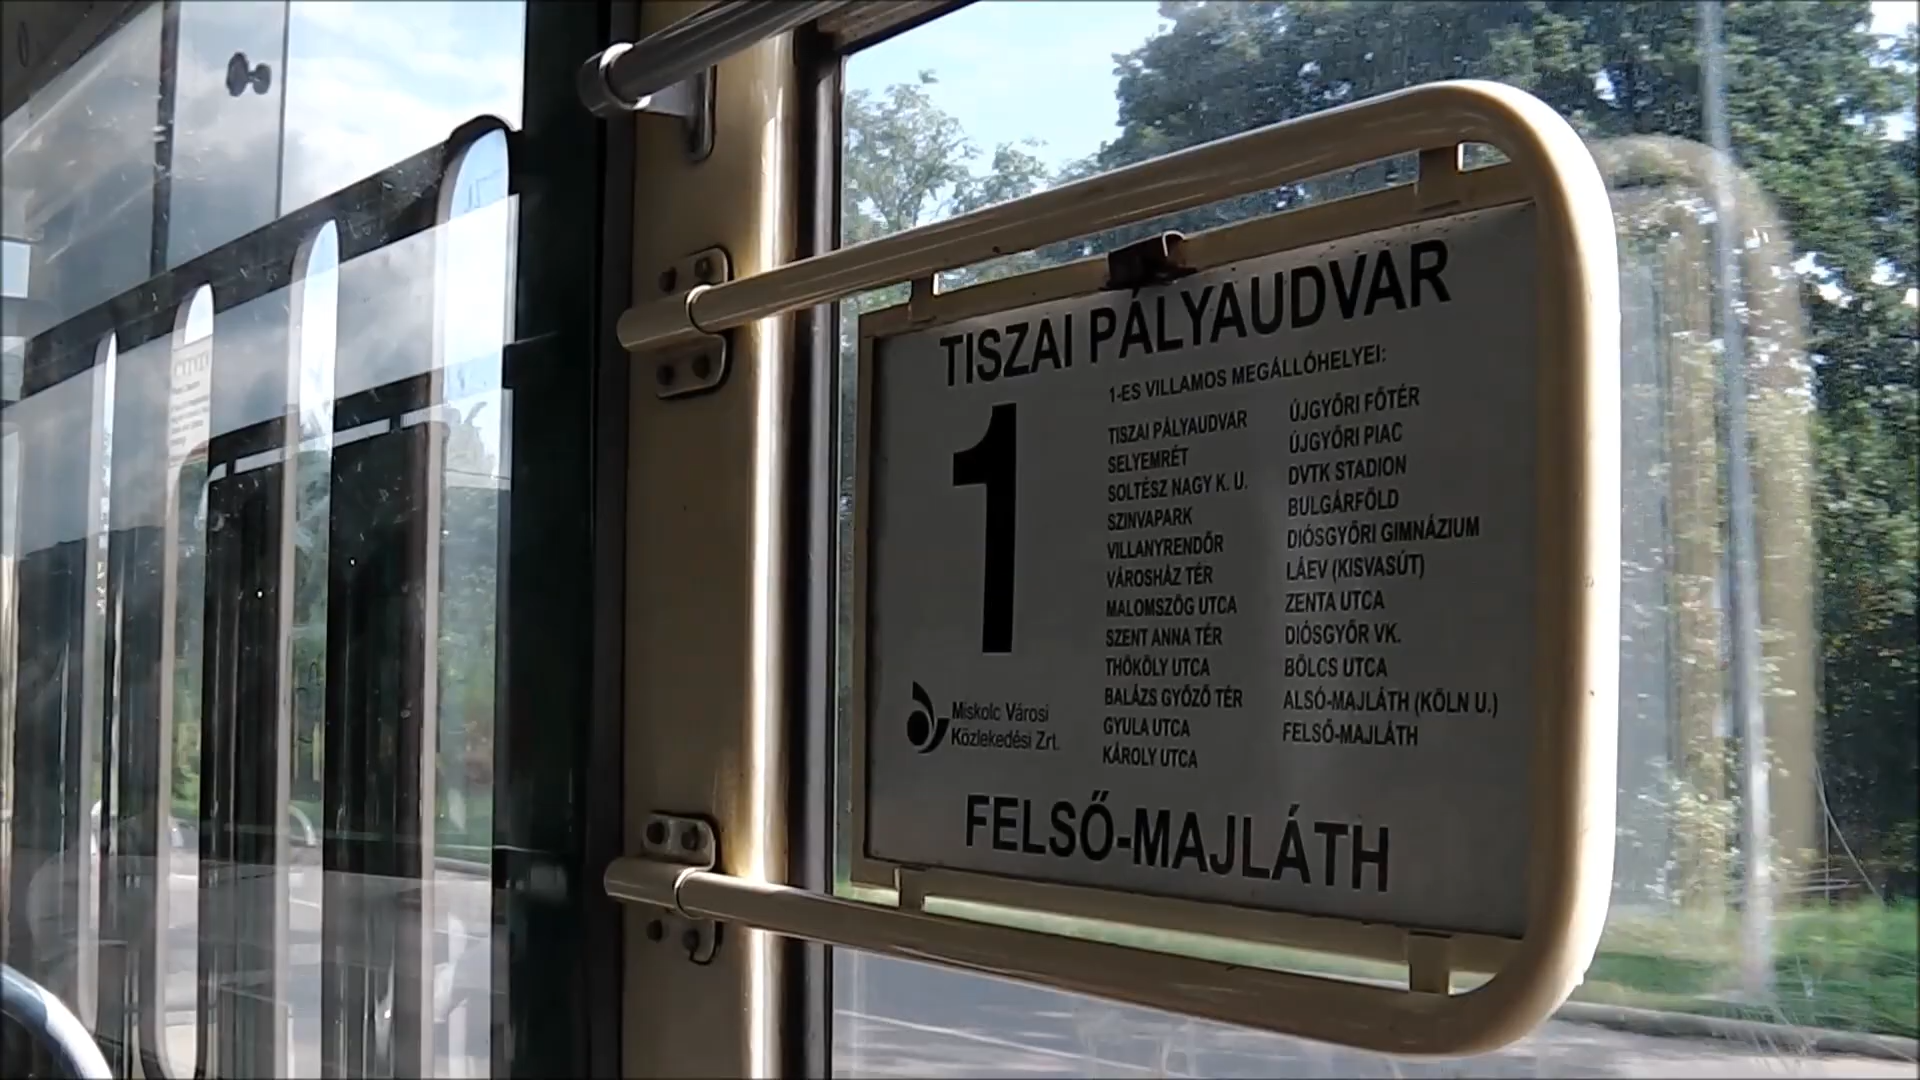 TISZAI PÁLYAUDVAR
1-ES VILLAMOS MEGÁLLÓHELYEI:
1
TISZAI PÁLYAUDVAR
SELYEMRÉT
SOLTÉSZ NAGY K. U.
SZINVAPARK
VILLANYRENDŐR
VÁROSHÁZ TÉR
MALOMSZÖG UTCA
SZENT ANNA TÉR
THÖKÖLY UTCA
BALÁZS GYŐZŐ TÉR
GYULA UTCA
KÁROLY UTCA
ÚJGYŐRI FŐTÉR
ÚJGYŐRI PIAC
DVTK STADION
BULGÁRFÖLD
DIÓSGYŐRI GIMNÁZIUM
LÁEV (KISVASÚT)
ZENTA UTCA
DIÓSGYŐR VK.
BÖLCS UTCA
ALSÓ-MAJLÁTH (KÖLN U.)
FELSŐ-MAJLÁTH
Miskolc Városi
Közlekedési Zrt.
FELSŐ-MAJLÁTH